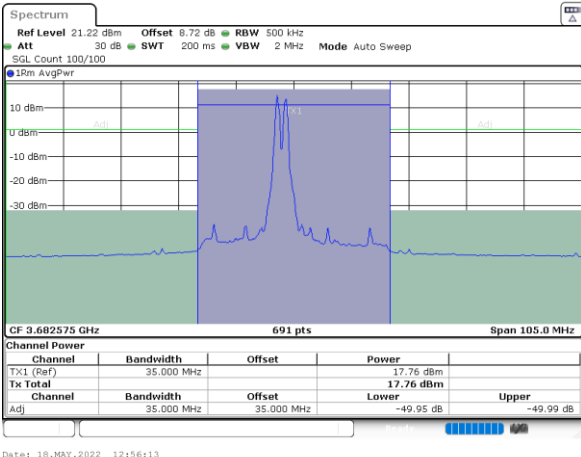 Spectrum
Ref Level 21.22 dBm Offset 8.72 dB RBW 500 kHz
Att 30 dB SWT 200 ms VBW 2 MHz Mode Auto Sweep
SGL Count 100/100
1Rm AvgPwr
10 dBm
TX1
Adj Adj
0 dBm
-10 dBm
-20 dBm
-30 dBm
CF 3.682575 GHz 691 pts Span 105.0 MHz
Channel Power
Channel Bandwidth Offset Power
TX1 (Ref) 35.000 MHz 17.76 dBm
Tx Total 17.76 dBm
Channel Bandwidth Offset Lower Upper
Adj 35.000 MHz 35.000 MHz -49.95 dB -49.99 dB
Ready
Date: 18.MAY.2022 12:56:13